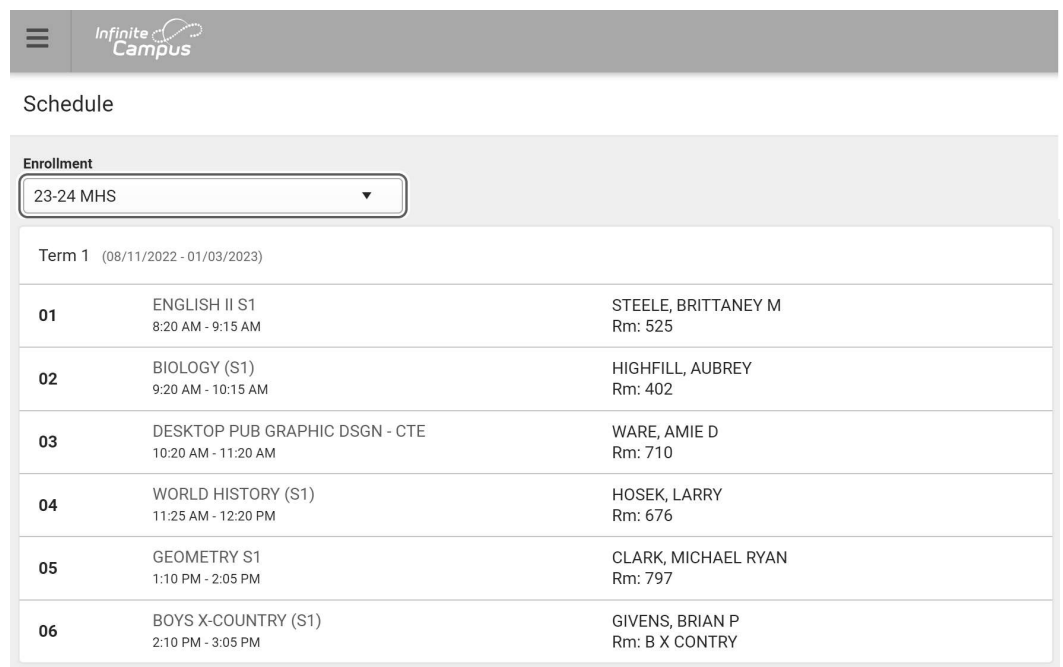 Infinite
Campus
Schedule
Enrollment
23-24 MHS
Term 1 (08/11/2022 - 01/03/2023)
01 ENGLISH II S1 STEELE, BRITTANEY M
8:20 AM - 9:15 AM Rm: 525
02 BIOLOGY (S1) HIGHFILL, AUBREY
9:20 AM - 10:15 AM Rm: 402
03 DESKTOP PUB GRAPHIC DSGN - CTE WARE, AMIE D
10:20 AM - 11:20 AM Rm: 710
04 WORLD HISTORY (S1) HOSEK, LARRY
11:25 AM - 12:20 PM Rm: 676
05 GEOMETRY S1 CLARK, MICHAEL RYAN
1:10 PM - 2:05 PM Rm: 797
06 BOYS X-COUNTRY (S1) GIVENS, BRIAN P
2:10 PM - 3:05 PM Rm: B X CONTRY